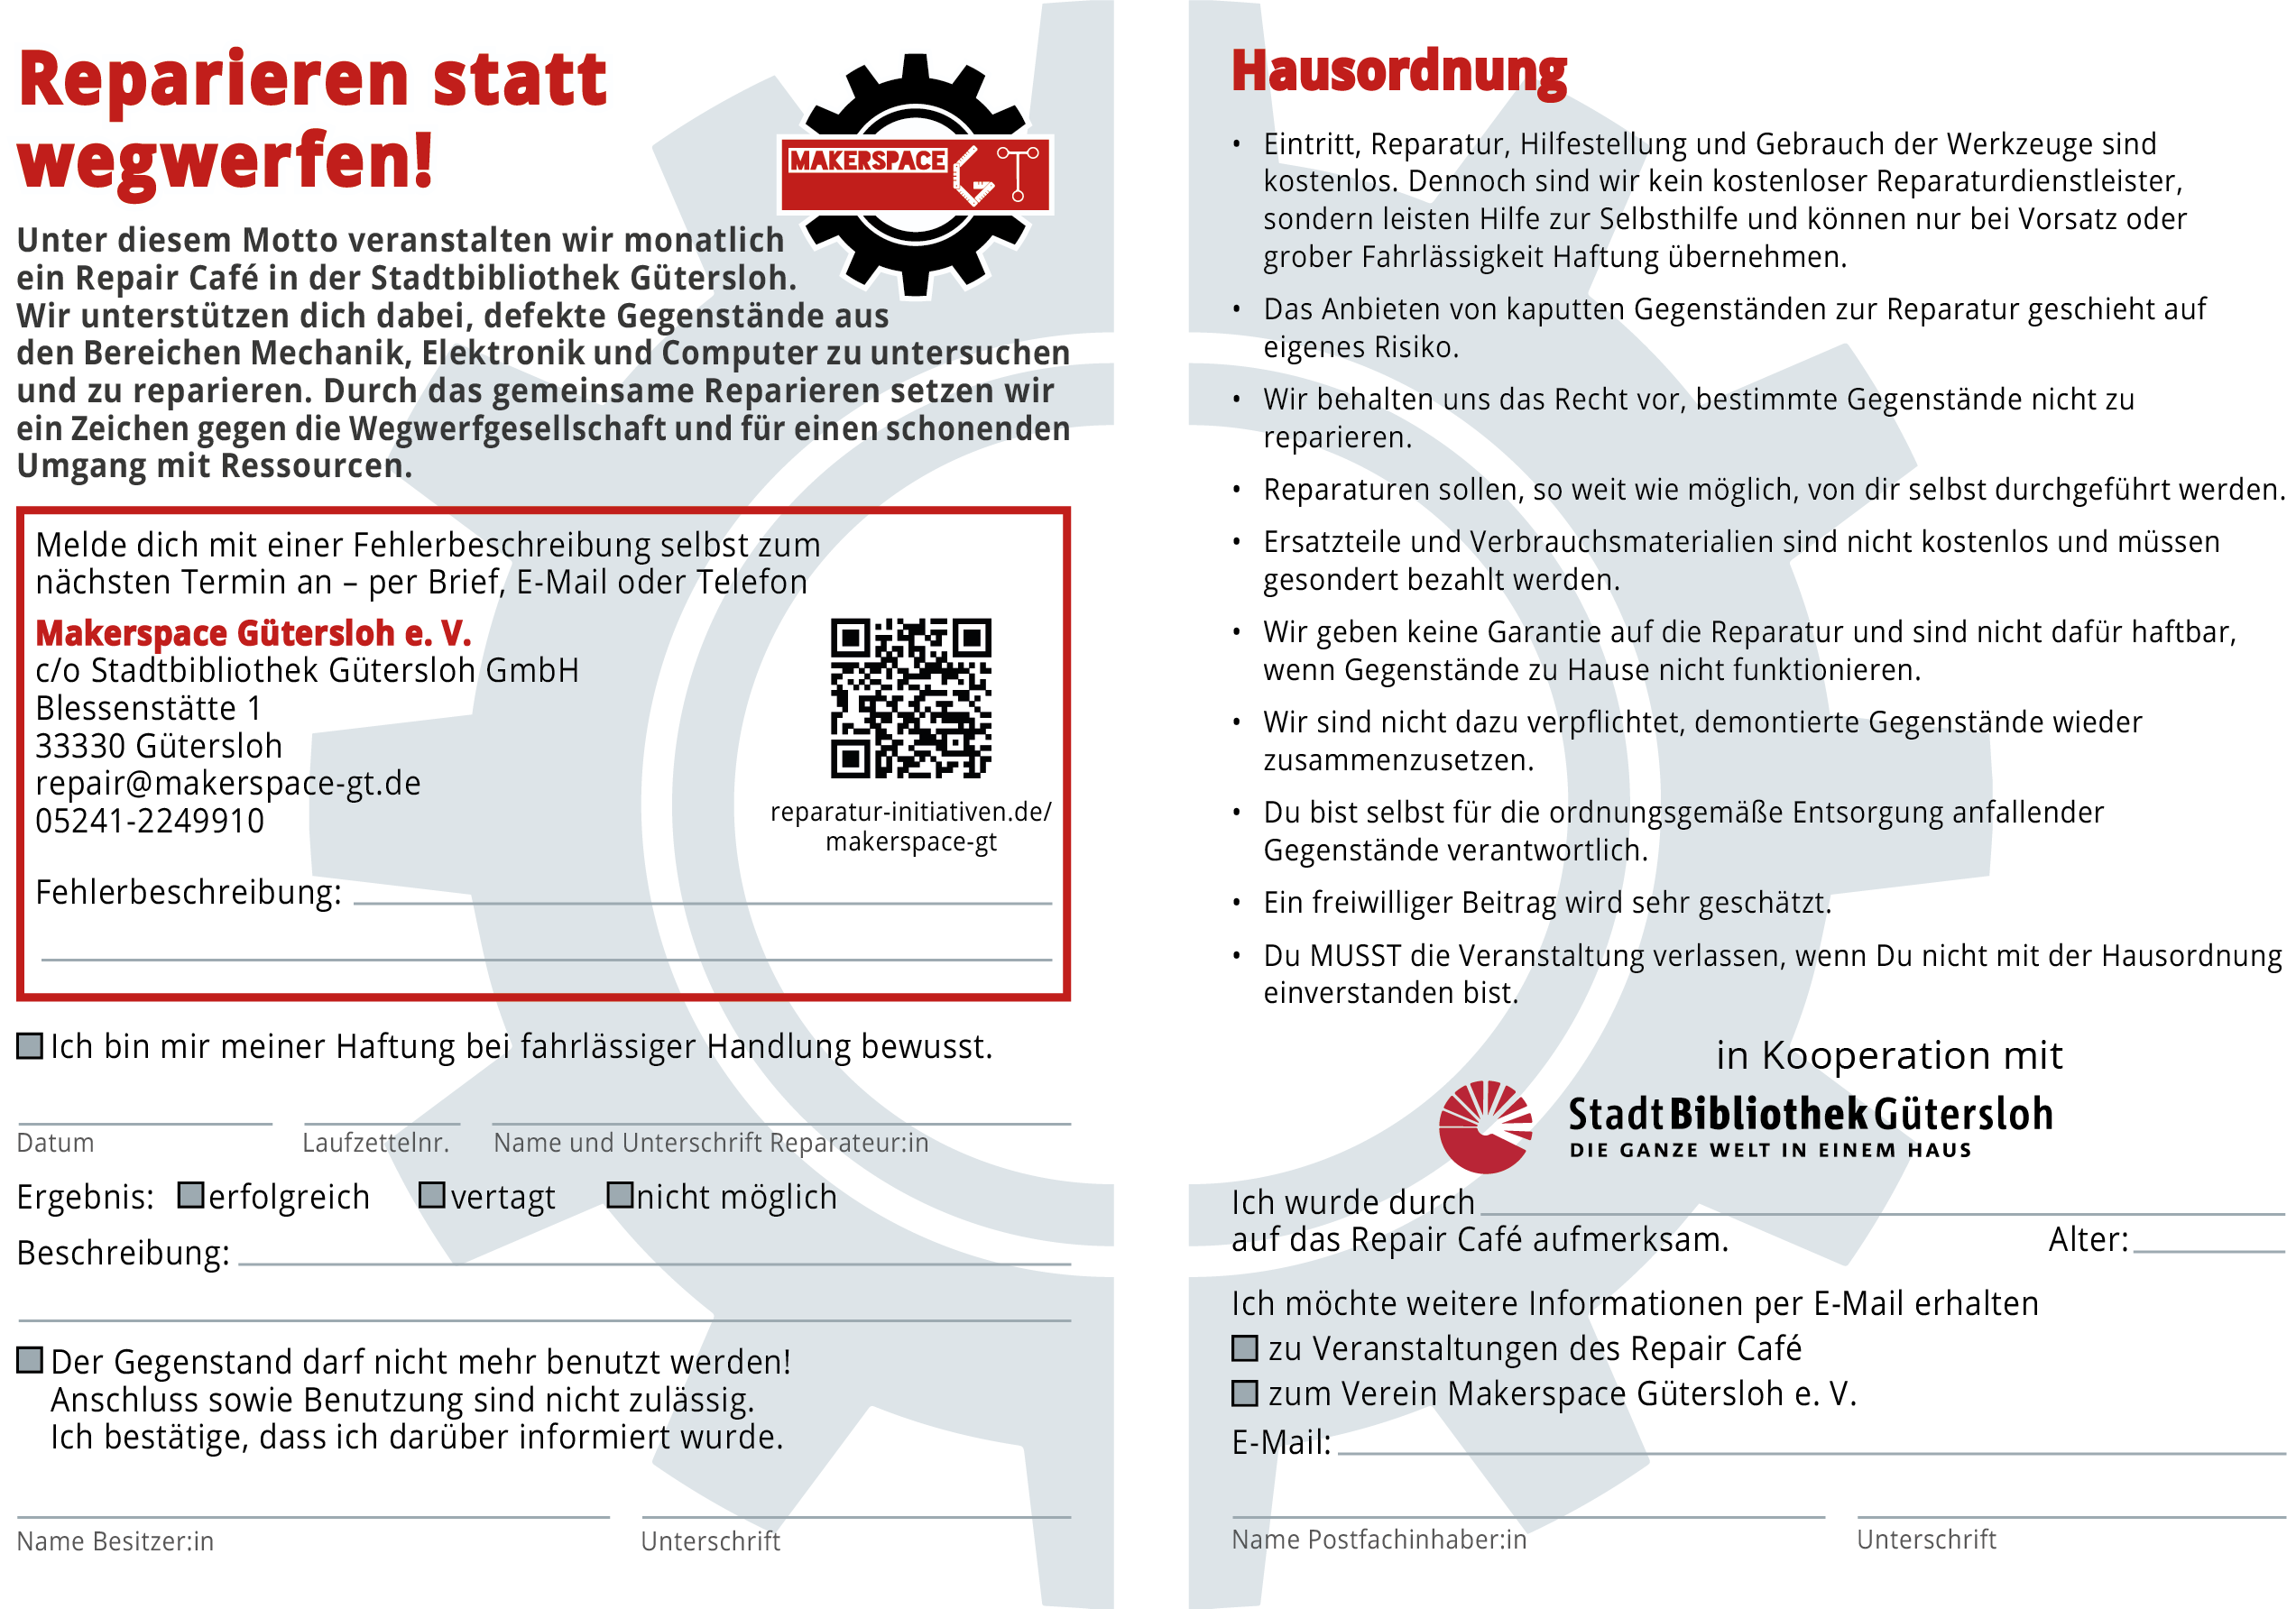 Reparieren statt
wegwerfen!
MAKERSPACE GT
Unter diesem Motto veranstalten wir monatlich
ein Repair Café in der Stadtbibliothek Gütersloh.
Wir unterstützen dich dabei, defekte Gegenstände aus
den Bereichen Mechanik, Elektronik und Computer zu untersuchen
und zu reparieren. Durch das gemeinsame Reparieren setzen wir
ein Zeichen gegen die Wegwerfgesellschaft und für einen schonenden
Umgang mit Ressourcen.
Melde dich mit einer Fehlerbeschreibung selbst zum
nächsten Termin an – per Brief, E-Mail oder Telefon
Makerspace Gütersloh e. V.
c/o Stadtbibliothek Gütersloh GmbH
Blessenstätte 1
33330 Gütersloh
repair@makerspace-gt.de
05241-2249910
reparatur-initiativen.de/
makerspace-gt
Fehlerbeschreibung:
Ich bin mir meiner Haftung bei fahrlässiger Handlung bewusst.
Datum Laufzettelnr. Name und Unterschrift Reparateur:in
Ergebnis: erfolgreich vertagt nicht möglich
Beschreibung:
Der Gegenstand darf nicht mehr benutzt werden!
Anschluss sowie Benutzung sind nicht zulässig.
Ich bestätige, dass ich darüber informiert wurde.
Name Besitzer:in Unterschrift
Hausordnung
• Eintritt, Reparatur, Hilfestellung und Gebrauch der Werkzeuge sind
kostenlos. Dennoch sind wir kein kostenloser Reparaturdienstleister,
sondern leisten Hilfe zur Selbsthilfe und können nur bei Vorsatz oder
grober Fahrlässigkeit Haftung übernehmen.
• Das Anbieten von kaputten Gegenständen zur Reparatur geschieht auf
eigenes Risiko.
• Wir behalten uns das Recht vor, bestimmte Gegenstände nicht zu
reparieren.
• Reparaturen sollen, so weit wie möglich, von dir selbst durchgeführt werden.
• Ersatzteile und Verbrauchsmaterialien sind nicht kostenlos und müssen
gesondert bezahlt werden.
• Wir geben keine Garantie auf die Reparatur und sind nicht dafür haftbar,
wenn Gegenstände zu Hause nicht funktionieren.
• Wir sind nicht dazu verpflichtet, demontierte Gegenstände wieder
zusammenzusetzen.
• Du bist selbst für die ordnungsgemäße Entsorgung anfallender
Gegenstände verantwortlich.
• Ein freiwilliger Beitrag wird sehr geschätzt.
• Du MUSST die Veranstaltung verlassen, wenn Du nicht mit der Hausordnung
einverstanden bist.
in Kooperation mit
StadtBibliothekGütersloh
DIE GANZE WELT IN EINEM HAUS
Ich wurde durch
auf das Repair Café aufmerksam. Alter:
Ich möchte weitere Informationen per E-Mail erhalten
zu Veranstaltungen des Repair Café
zum Verein Makerspace Gütersloh e. V.
E-Mail:
Name Postfachinhaber:in Unterschrift